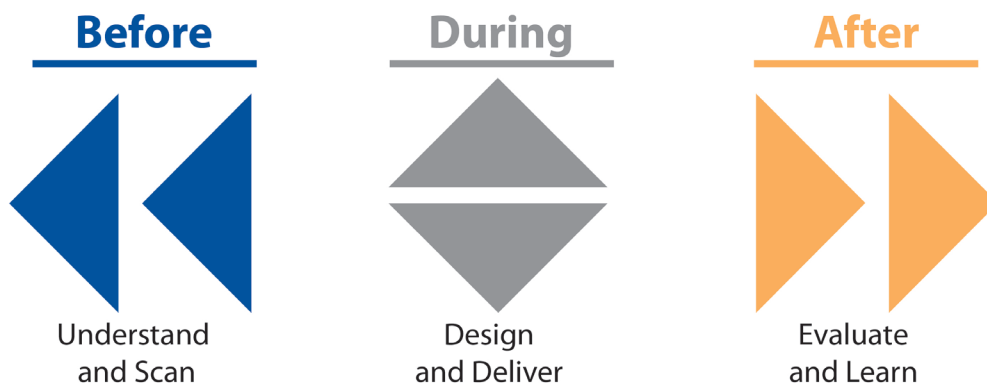 Before
During
After
Understand
and Scan
Design
and Deliver
Evaluate
and Learn